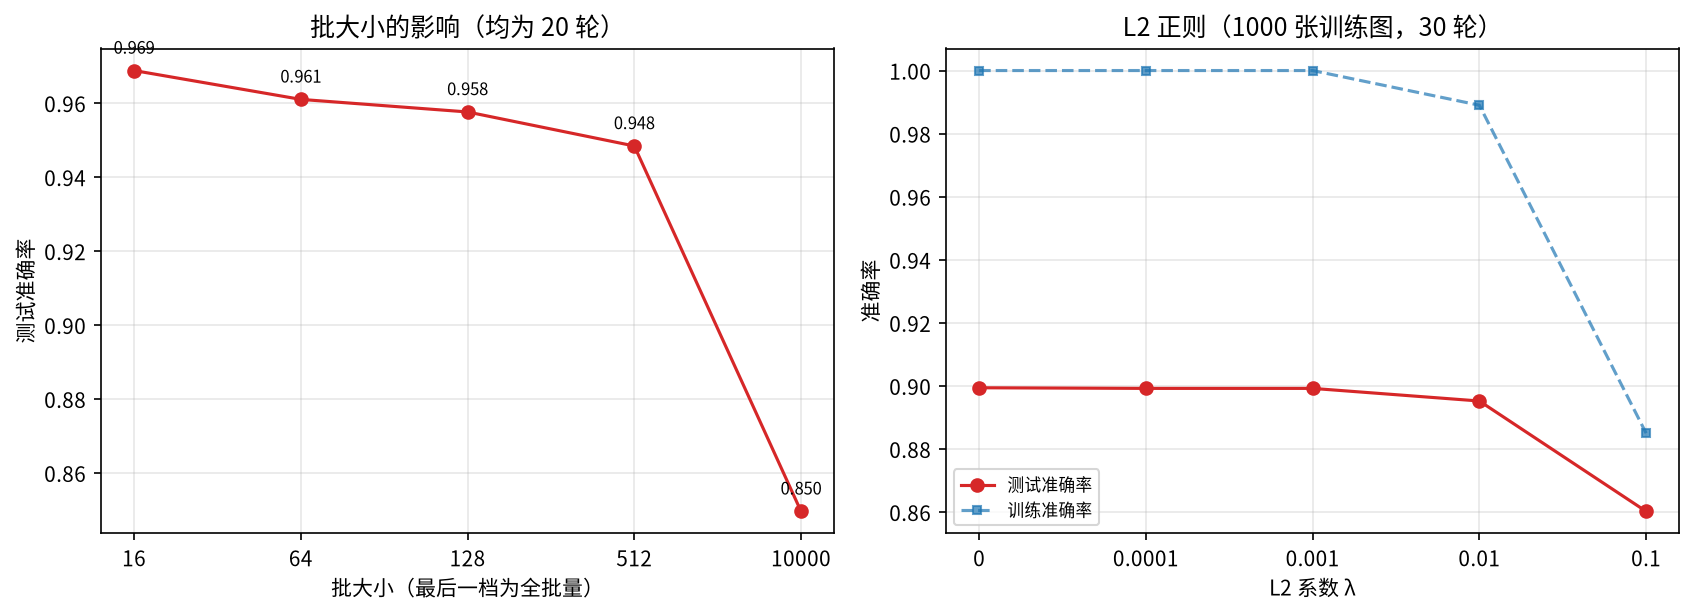 批大小的影响（均为 20 轮）
0.969
0.961
0.958
0.948
0.850
0.96
0.94
0.92
0.90
0.88
0.86
测试准确率
16 64 128 512 10000
批大小（最后一档为全批量）
L2 正则（1000 张训练图，30 轮）
1.00
0.98
0.96
0.94
0.92
0.90
0.88
0.86
准确率
测试准确率
训练准确率
0 0.0001 0.001 0.01 0.1
L2 系数 λ